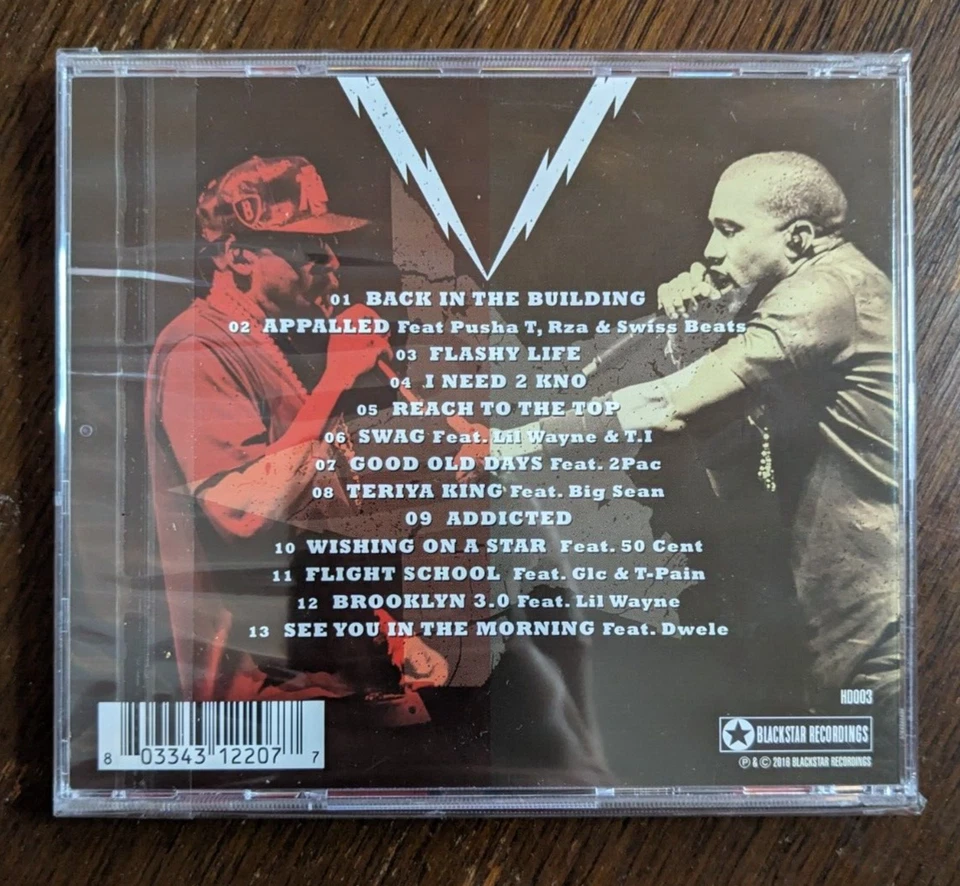 B
01 BACK IN THE BUILDING
02 APPALLED Feat Pusha T, Rza & Swiss Beats
03 FLASHY LIFE
04 I NEED 2 KNO
05 REACH TO THE TOP
06 SWAG Feat. Lil Wayne & T.I
07 GOOD OLD DAYS Feat. 2Pac
08 TERIYA KING Feat. Big Sean
09 ADDICTED
10 WISHING ON A STAR Feat. 50 Cent
11 FLIGHT SCHOOL Feat. Glc & T-Pain
12 BROOKLYN 3.0 Feat. Lil Wayne
13 SEE YOU IN THE MORNING Feat. Dwele
8 03343 12207 7
HD003
BLACKSTAR RECORDINGS
℗ & © 2016 BLACKSTAR RECORDINGS